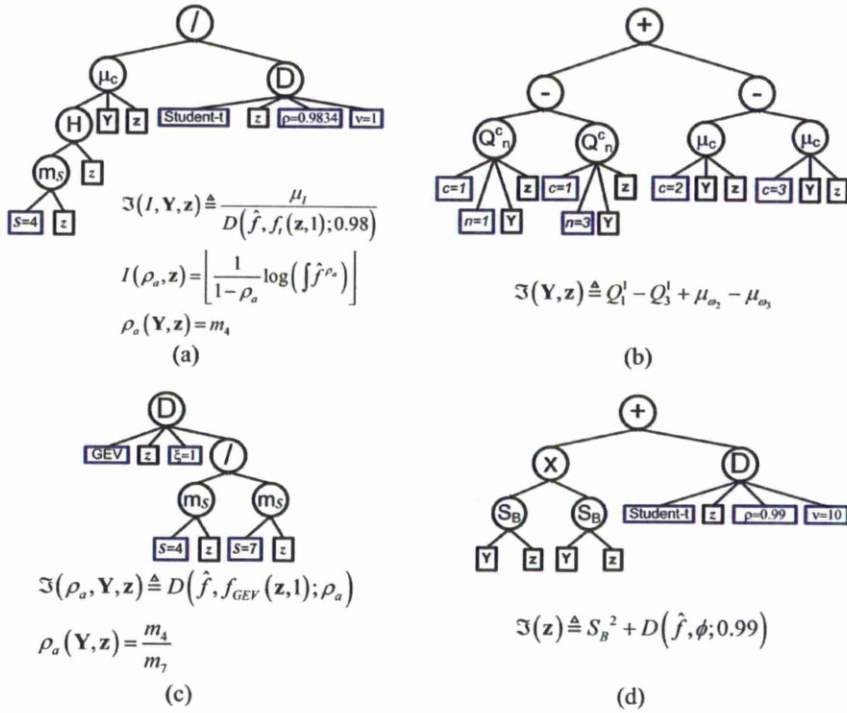 /
μc D
H Y z Student-t z ρ=0.9834 ν=1
mS z
S=4 z
ℑ(I, Y, z) ≜ μI / D(f̂, ft(z,1);0.98)
I(ρa, z) = ⌊ 1/(1−ρa) log(∫ f̂^ρa) ⌋
ρa(Y, z) = m4
(a)
+
- -
Qcn Qcn μc μc
c=1 z c=1 z c=2 Y z c=3 Y z
n=1 Y n=3 Y
ℑ(Y, z) ≜ Q₁¹ − Q₃¹ + μω2 − μω3
(b)
D
GEV z ξ=1 /
mS mS
S=4 z S=7 z
ℑ(ρa, Y, z) ≜ D(f̂, fGEV(z,1); ρa)
ρa(Y, z) = m4 / m7
(c)
+
x D
SB SB Student-t z ρ=0.99 ν=10
Y z Y z
ℑ(z) ≜ SB² + D(f̂, ϕ; 0.99)
(d)